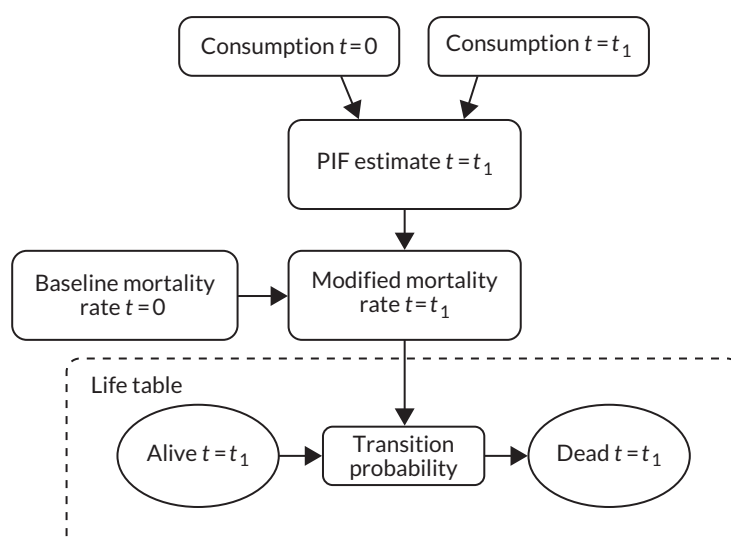 Consumption t=0
Consumption t=t1
PIF estimate t=t1
Baseline mortality
rate t=0
Modified mortality
rate t=t1
Life table
Alive t=t1
Transition
probability
Dead t=t1